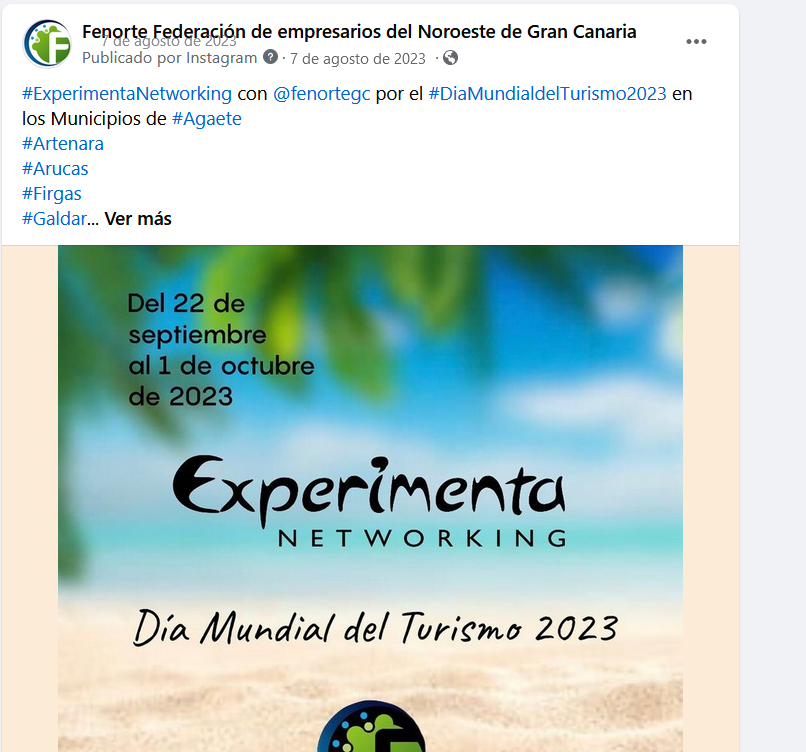 Fenorte Federación de empresarios del Noroeste de Gran Canaria
7 de agosto de 2023
Publicado por Instagram · 7 de agosto de 2023 ·
#ExperimentaNetworking con @fenortegc por el #DiaMundialdelTurismo2023 en
los Municipios de #Agaete
#Artenara
#Arucas
#Firgas
#Galdar... Ver más
Del 22 de
septiembre
al 1 de octubre
de 2023
Experimenta
NETWORKING
Día Mundial del Turismo 2023